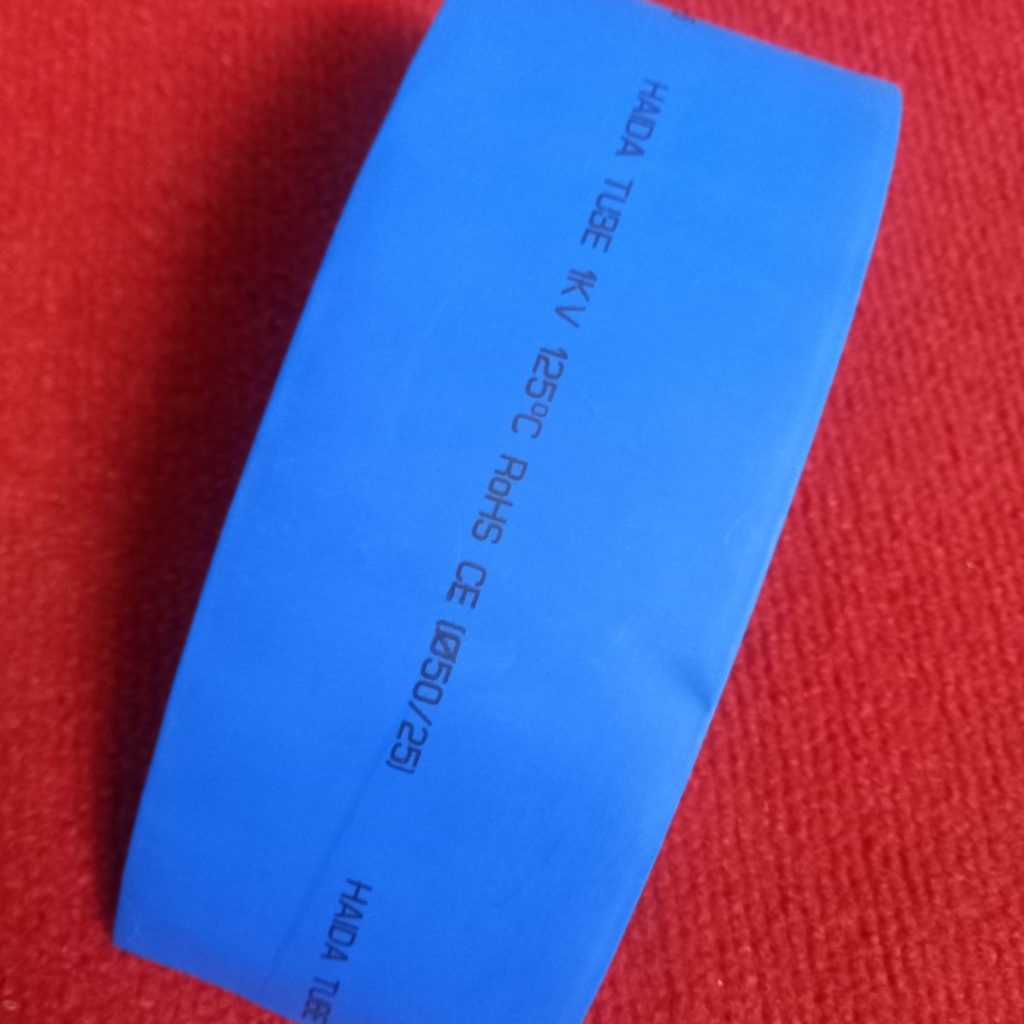 HAIDA TUBE 1KV 125°C RoHS CE (Ø50/25)
HAIDA TUBE